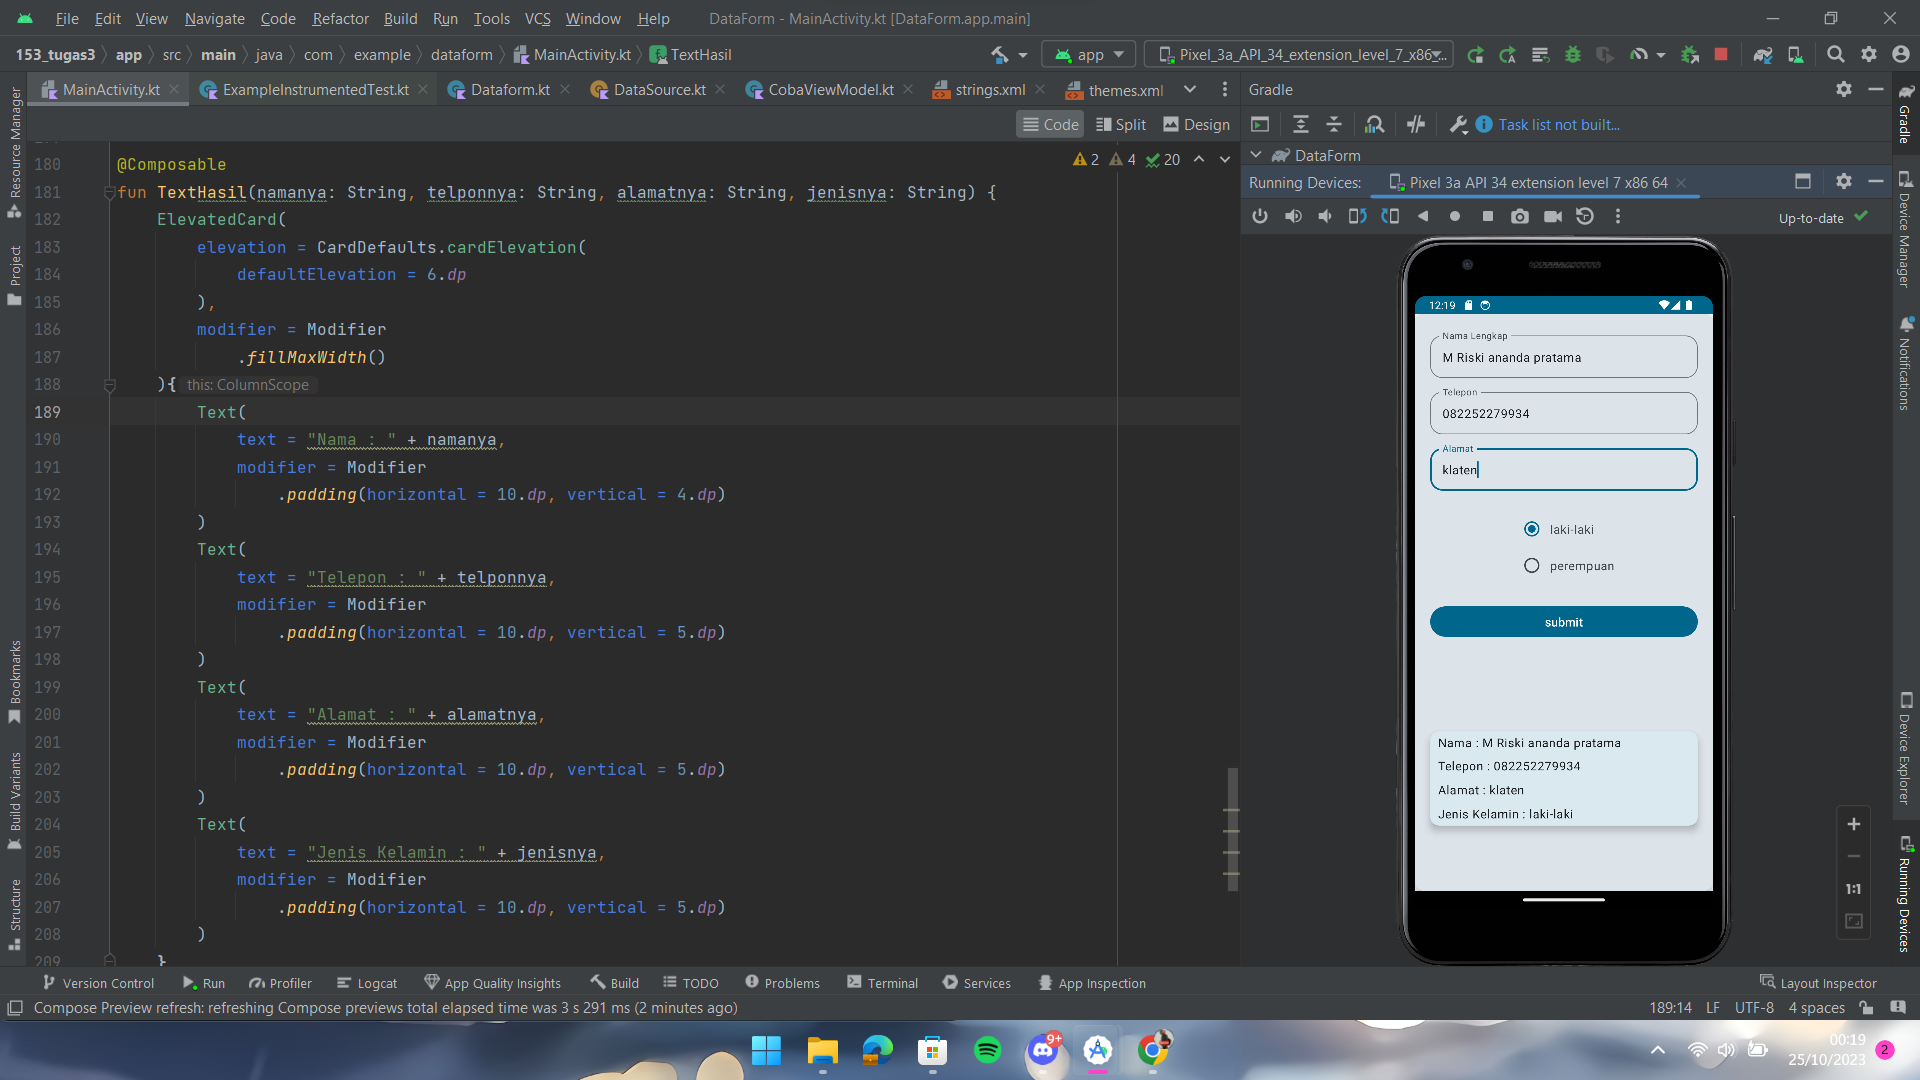 File Edit View Navigate Code Refactor Build Run Tools VCS Window Help DataForm - MainActivity.kt [DataForm.app.main]
153_tugas3 app src main java com example dataform MainActivity.kt TextHasil app Pixel_3a_API_34_extension_level_7_x86
MainActivity.kt ExampleInstrumentedTest.kt Dataform.kt DataSource.kt CobaViewModel.kt strings.xml themes.xml
Code Split Design
2 4 20
180 @Composable
181 fun TextHasil(namanya: String, telponnya: String, alamatnya: String, jenisnya: String) {
182 ElevatedCard(
183 elevation = CardDefaults.cardElevation(
184 defaultElevation = 6.dp
185 ),
186 modifier = Modifier
187 .fillMaxWidth()
188 ){ this: ColumnScope
189 Text(
190 text = "Nama : " + namanya,
191 modifier = Modifier
192 .padding(horizontal = 10.dp, vertical = 4.dp)
193 )
194 Text(
195 text = "Telepon : " + telponnya,
196 modifier = Modifier
197 .padding(horizontal = 10.dp, vertical = 5.dp)
198 )
199 Text(
200 text = "Alamat : " + alamatnya,
201 modifier = Modifier
202 .padding(horizontal = 10.dp, vertical = 5.dp)
203 )
204 Text(
205 text = "Jenis Kelamin : " + jenisnya,
206 modifier = Modifier
207 .padding(horizontal = 10.dp, vertical = 5.dp)
208 )
209 }
Gradle
Task list not built...
DataForm
Running Devices: Pixel 3a API 34 extension level 7 x86 64
Up-to-date
12:19
Nama Lengkap
M Riski ananda pratama
Telepon
082252279934
Alamat
klaten
laki-laki
perempuan
submit
Nama : M Riski ananda pratama
Telepon : 082252279934
Alamat : klaten
Jenis Kelamin : laki-laki
1:1
Resource Manager
Project
Bookmarks
Build Variants
Structure
Gradle
Device Manager
Notifications
Device Explorer
Running Devices
Version Control Run Profiler Logcat App Quality Insights Build TODO Problems Terminal Services App Inspection Layout Inspector
Compose Preview refresh: refreshing Compose previews total elapsed time was 3 s 291 ms (2 minutes ago) 189:14 LF UTF-8 4 spaces
9+
00:19
25/10/2023
2